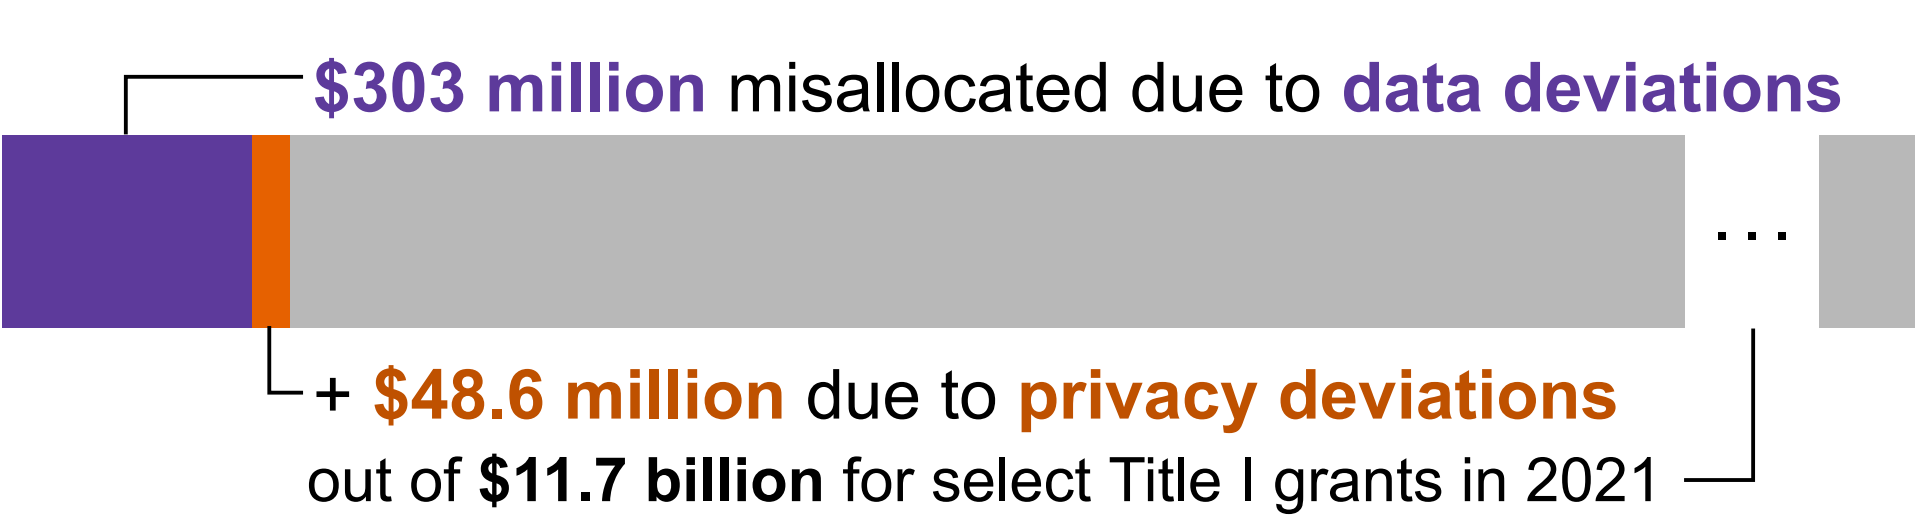 $303 million misallocated due to data deviations
...
+ $48.6 million due to privacy deviations
out of $11.7 billion for select Title I grants in 2021